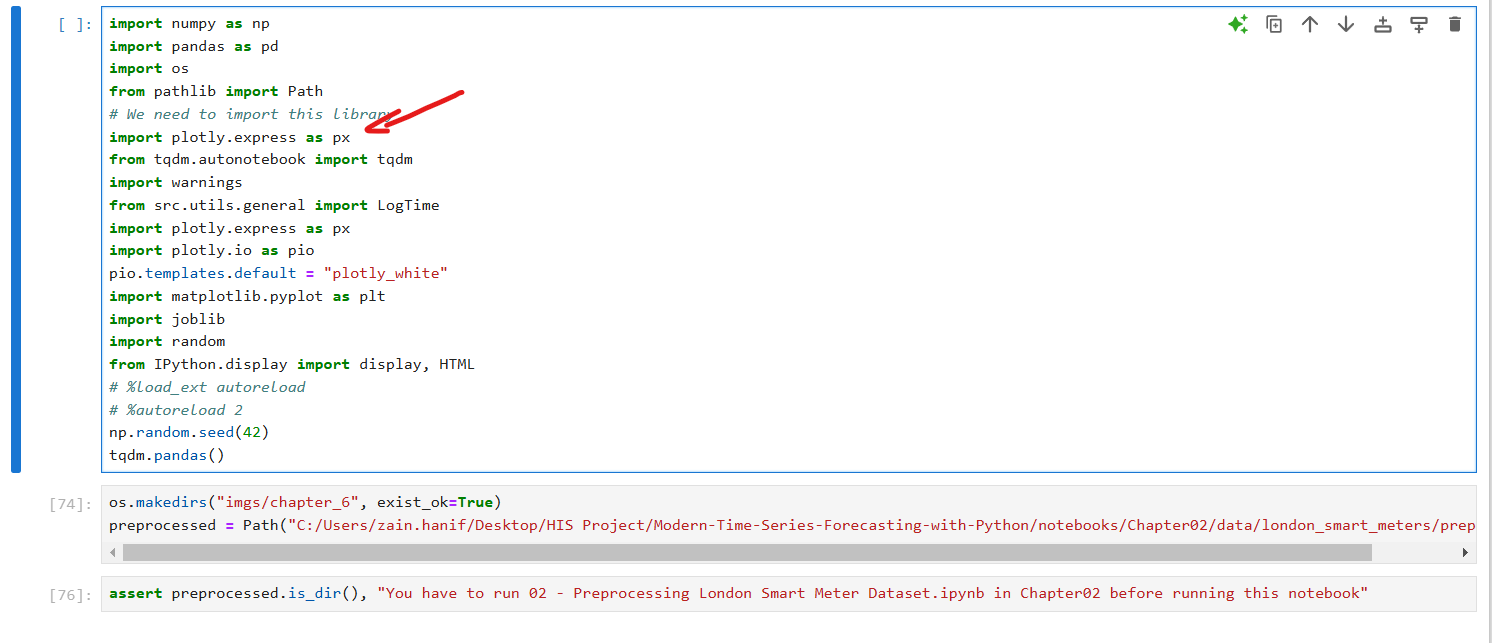 [ ]:
import numpy as np
import pandas as pd
import os
from pathlib import Path
# We need to import this library
import plotly.express as px
from tqdm.autonotebook import tqdm
import warnings
from src.utils.general import LogTime
import plotly.express as px
import plotly.io as pio
pio.templates.default = "plotly_white"
import matplotlib.pyplot as plt
import joblib
import random
from IPython.display import display, HTML
# %load_ext autoreload
# %autoreload 2
np.random.seed(42)
tqdm.pandas()
[74]:
os.makedirs("imgs/chapter_6", exist_ok=True)
preprocessed = Path("C:/Users/zain.hanif/Desktop/HIS Project/Modern-Time-Series-Forecasting-with-Python/notebooks/Chapter02/data/london_smart_meters/prep
[76]:
assert preprocessed.is_dir(), "You have to run 02 - Preprocessing London Smart Meter Dataset.ipynb in Chapter02 before running this notebook"